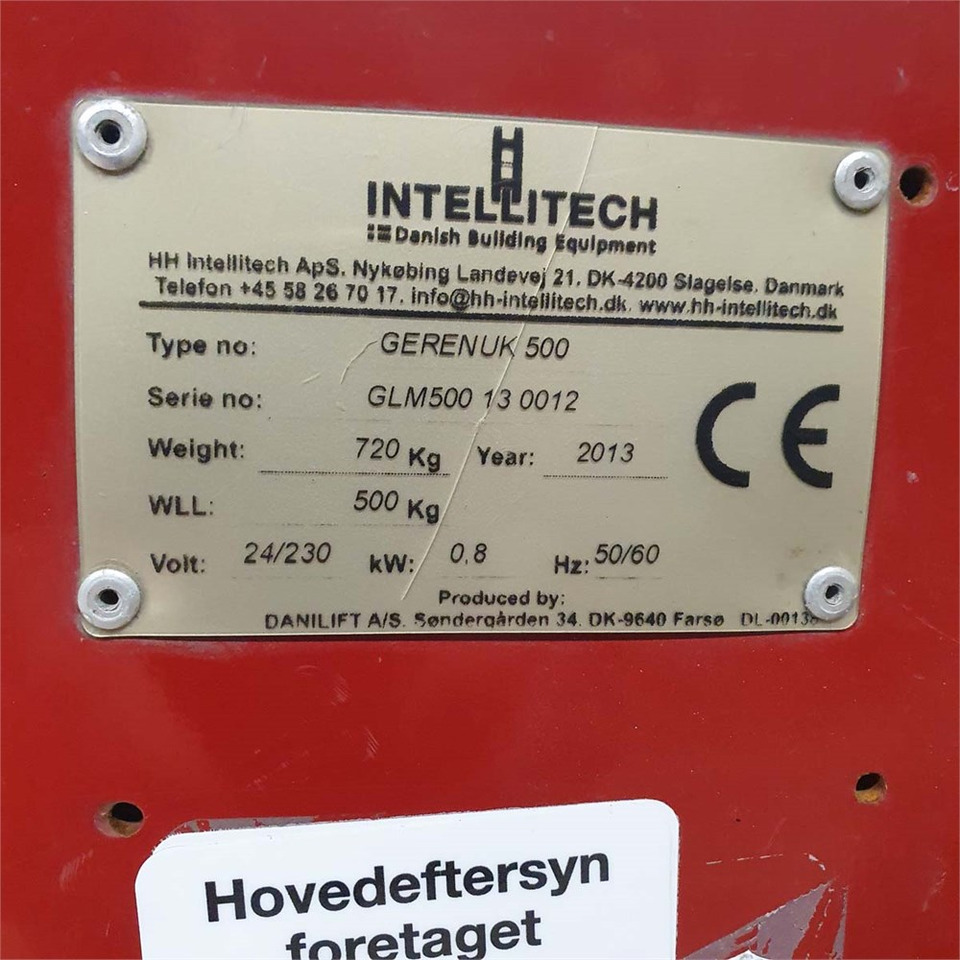 INTELLITECH
Danish Building Equipment
HH Intellitech ApS. Nykøbing Landevej 21. DK-4200 Slagelse. Danmark
Telefon +45 58 26 70 17. info@hh-intellitech.dk. www.hh-intellitech.dk
Type no: GERENUK 500
Serie no: GLM500 13 0012
Weight: 720 Kg Year: 2013
WLL: 500 Kg
Volt: 24/230 kW: 0,8 Hz: 50/60
CE
Produced by:
DANILIFT A/S. Søndergården 34. DK-9640 Farsø
Hovedeftersyn
foretaget